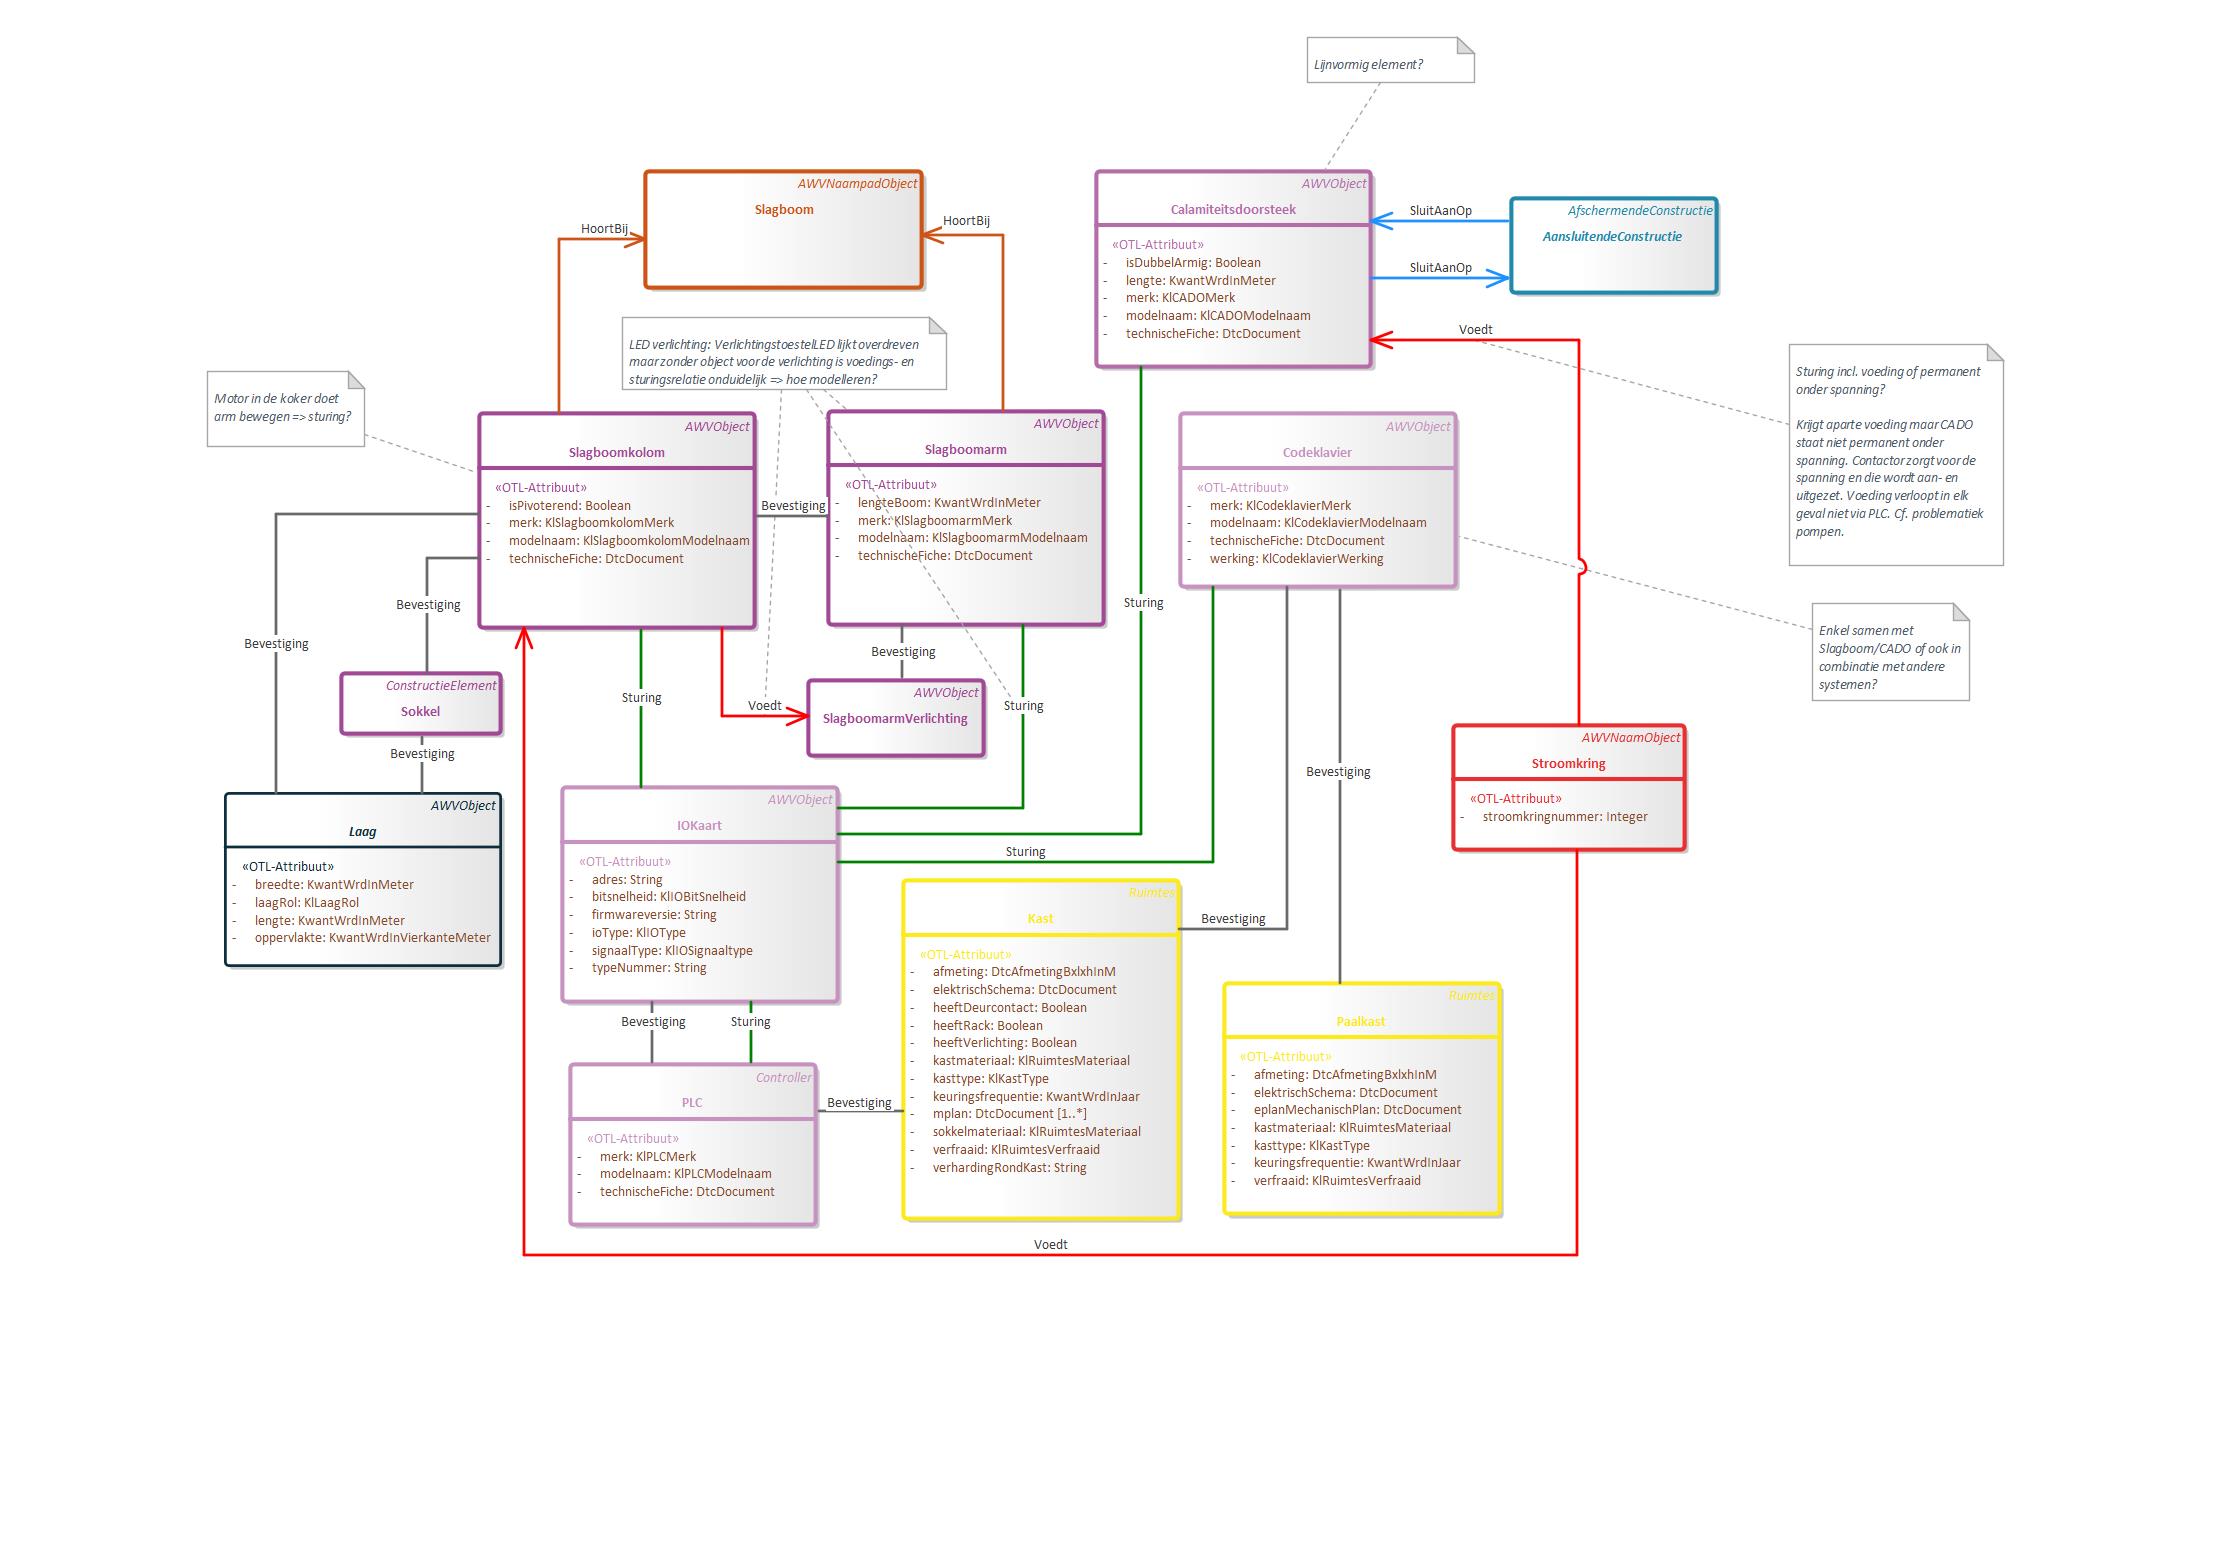 Lijnvormig element?
AWVNaampadObject
Slagboom
AWVObject
Calamiteitsdoorsteek
«OTL-Attribuut»
- isDubbelArmig: Boolean
- lengte: KwantWrdInMeter
- merk: KlCADOMerk
- modelnaam: KlCADOModelnaam
- technischeFiche: DtcDocument
SluitAanOp
SluitAanOp
AfschermendeConstructie
AansluitendeConstructie
HoortBij
HoortBij
Voedt
LED verlichting: VerlichtingstoestelLED lijkt overdreven
maar zonder object voor de verlichting is voedings- en
sturingsrelatie onduidelijk => hoe modelleren?
Motor in de koker doet
arm bewegen => sturing?
Sturing incl. voeding of permanent
onder spanning?
Krijgt aparte voeding maar CADO
staat niet permanent onder
spanning. Contactor zorgt voor de
spanning en die wordt aan- en
uitgezet. Voeding verloopt in elk
geval niet via PLC. Cf. problematiek
pompen.
AWVObject
Slagboomkolom
«OTL-Attribuut»
- isPivoterend: Boolean
- merk: KlSlagboomkolomMerk
- modelnaam: KlSlagboomkolomModelnaam
- technischeFiche: DtcDocument
Bevestiging
AWVObject
Slagboomarm
«OTL-Attribuut»
- lengteBoom: KwantWrdInMeter
- merk: KlSlagboomarmMerk
- modelnaam: KlSlagboomarmModelnaam
- technischeFiche: DtcDocument
AWVObject
Codeklavier
«OTL-Attribuut»
- merk: KlCodeklavierMerk
- modelnaam: KlCodeklavierModelnaam
- technischeFiche: DtcDocument
- werking: KlCodeklavierWerking
Enkel samen met
Slagboom/CADO of ook in
combinatie met andere
systemen?
Bevestiging
Bevestiging
Sturing
Bevestiging
Sturing
Voedt
Sturing
ConstructieElement
Sokkel
Bevestiging
AWVObject
SlagboomarmVerlichting
AWVNaamObject
Stroomkring
«OTL-Attribuut»
- stroomkringnummer: Integer
Bevestiging
AWVObject
Laag
«OTL-Attribuut»
- breedte: KwantWrdInMeter
- laagRol: KlLaagRol
- lengte: KwantWrdInMeter
- oppervlakte: KwantWrdInVierkanteMeter
AWVObject
IOKaart
«OTL-Attribuut»
- adres: String
- bitsnelheid: KlIOBitSnelheid
- firmwareversie: String
- ioType: KlIOType
- signaalType: KlIOSignaaltype
- typeNummer: String
Sturing
Bevestiging
Sturing
Ruimtes
Kast
«OTL-Attribuut»
- afmeting: DtcAfmetingBxlxhInM
- elektrischSchema: DtcDocument
- heeftDeurcontact: Boolean
- heeftRack: Boolean
- heeftVerlichting: Boolean
- kastmateriaal: KlRuimtesMateriaal
- kasttype: KlKastType
- keuringsfrequentie: KwantWrdInJaar
- mplan: DtcDocument [1..*]
- sokkelmateriaal: KlRuimtesMateriaal
- verfraaid: KlRuimtesVerfraaid
- verhardingRondKast: String
Bevestiging
Ruimtes
Paalkast
«OTL-Attribuut»
- afmeting: DtcAfmetingBxlxhInM
- elektrischSchema: DtcDocument
- eplanMechanischPlan: DtcDocument
- kastmateriaal: KlRuimtesMateriaal
- kasttype: KlKastType
- keuringsfrequentie: KwantWrdInJaar
- verfraaid: KlRuimtesVerfraaid
Controller
PLC
«OTL-Attribuut»
- merk: KlPLCMerk
- modelnaam: KlPLCModelnaam
- technischeFiche: DtcDocument
Bevestiging
Voedt